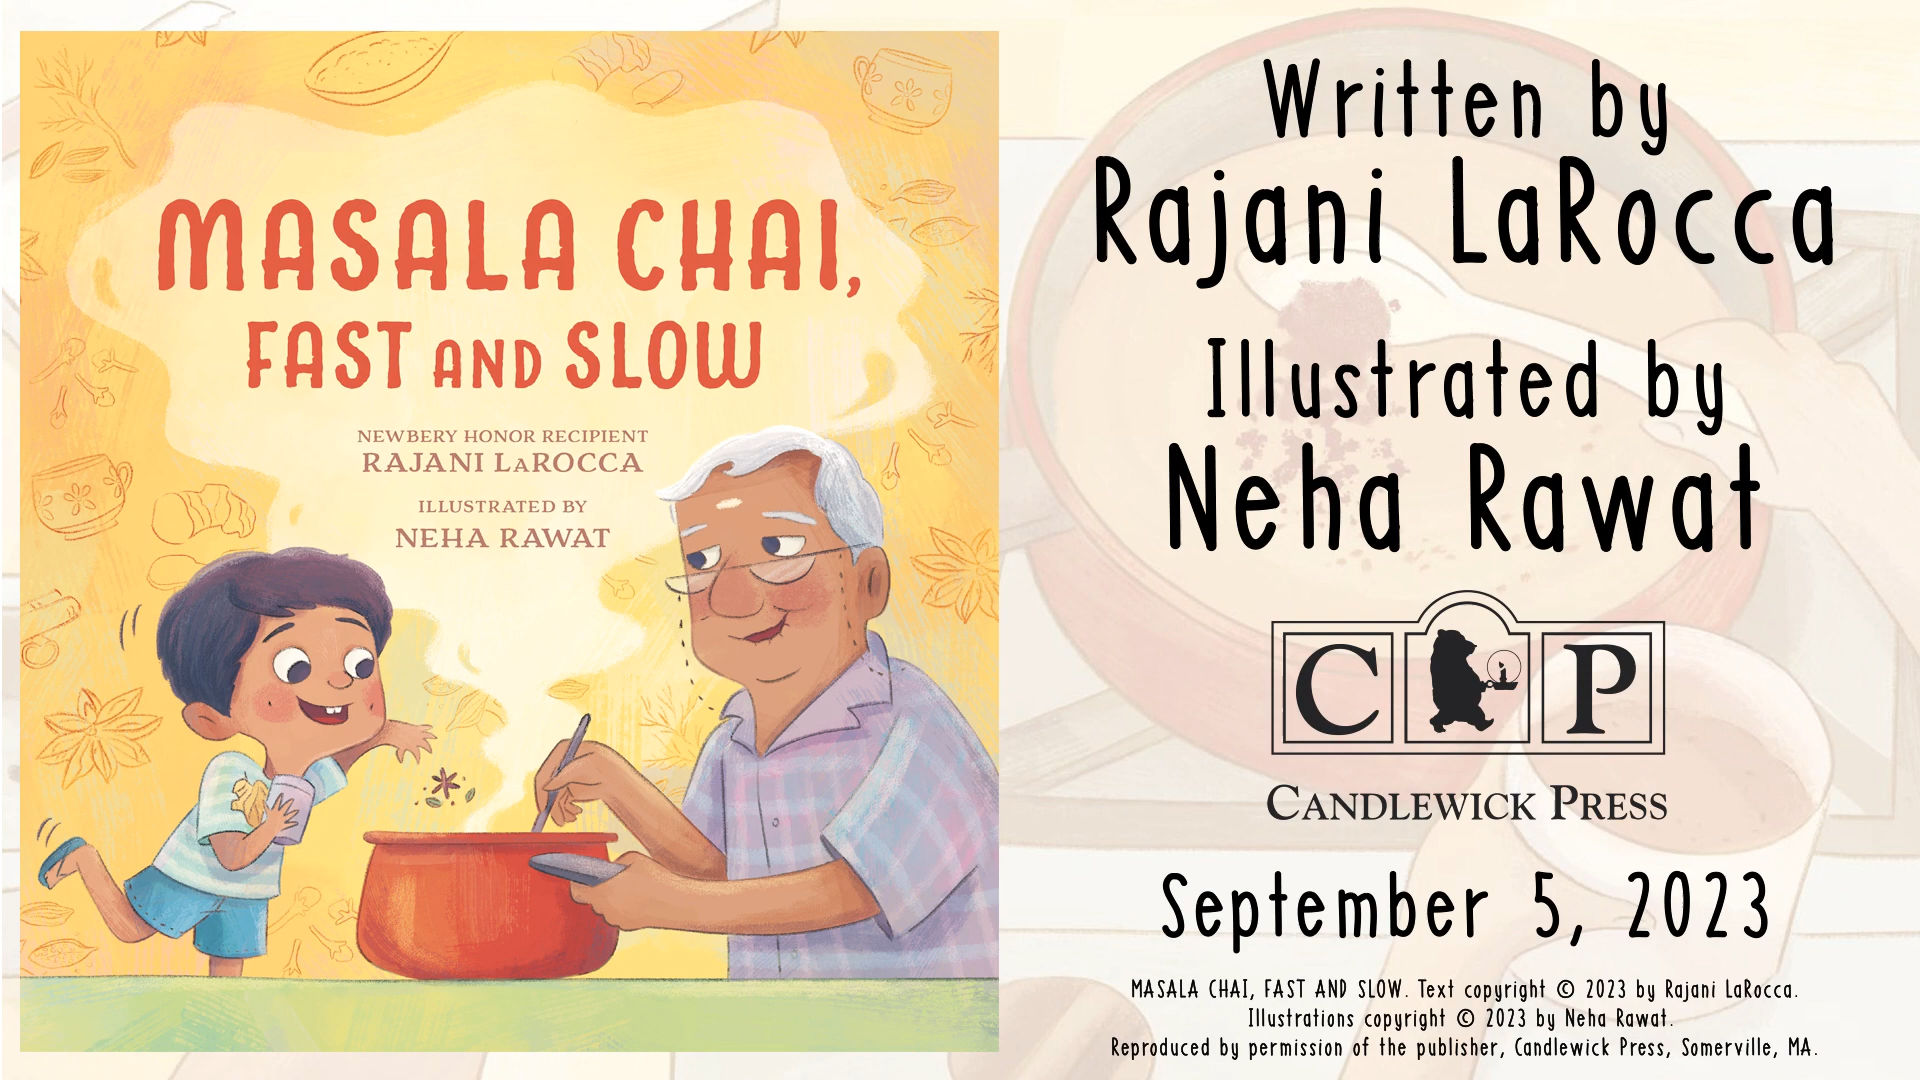 MASALA CHAI,
FAST AND SLOW
NEWBERY HONOR RECIPIENT
RAJANI LAROCCA
ILLUSTRATED BY
NEHA RAWAT
Written by
Rajani LaRocca
Illustrated by
Neha Rawat
C P
CANDLEWICK PRESS
September 5, 2023
MASALA CHAI, FAST AND SLOW. Text copyright © 2023 by Rajani LaRocca.
Illustrations copyright © 2023 by Neha Rawat.
Reproduced by permission of the publisher, Candlewick Press, Somerville, MA.